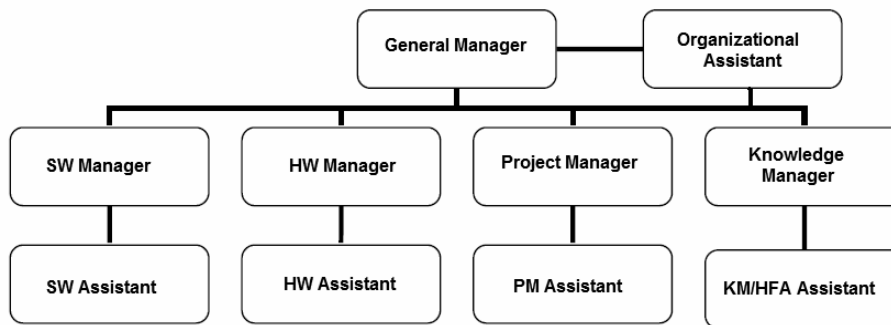 General Manager
Organizational
Assistant
SW Manager
HW Manager
Project Manager
Knowledge
Manager
SW Assistant
HW Assistant
PM Assistant
KM/HFA Assistant